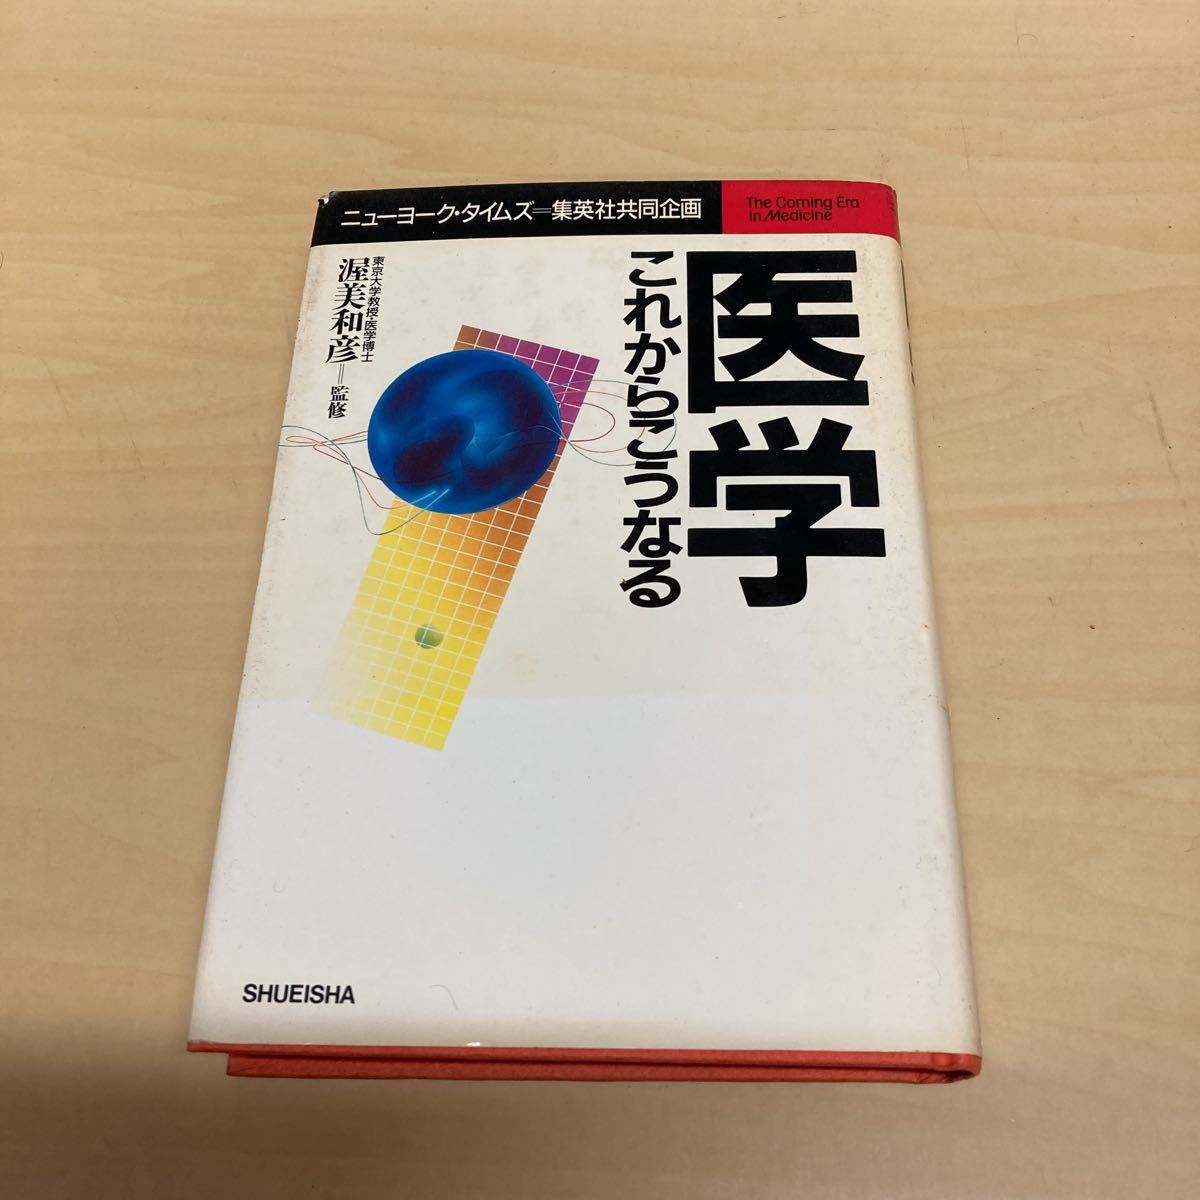 ニューヨーク・タイムズ=集英社共同企画
The Coming Era
in Medicine
医学
これからこうなる
東京大学教授・医学博士
渥美和彦=監修
SHUEISHA